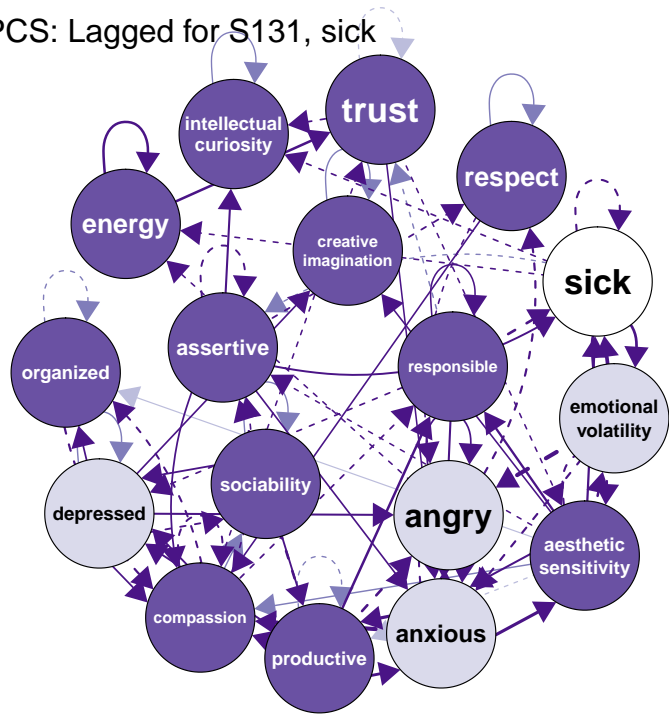 PCS: Lagged for S131, sick
trust
intellectual
curiosity
respect
energy
creative
imagination
sick
assertive
responsible
organized
emotional
volatility
sociability
depressed
angry
aesthetic
sensitivity
compassion
anxious
productive